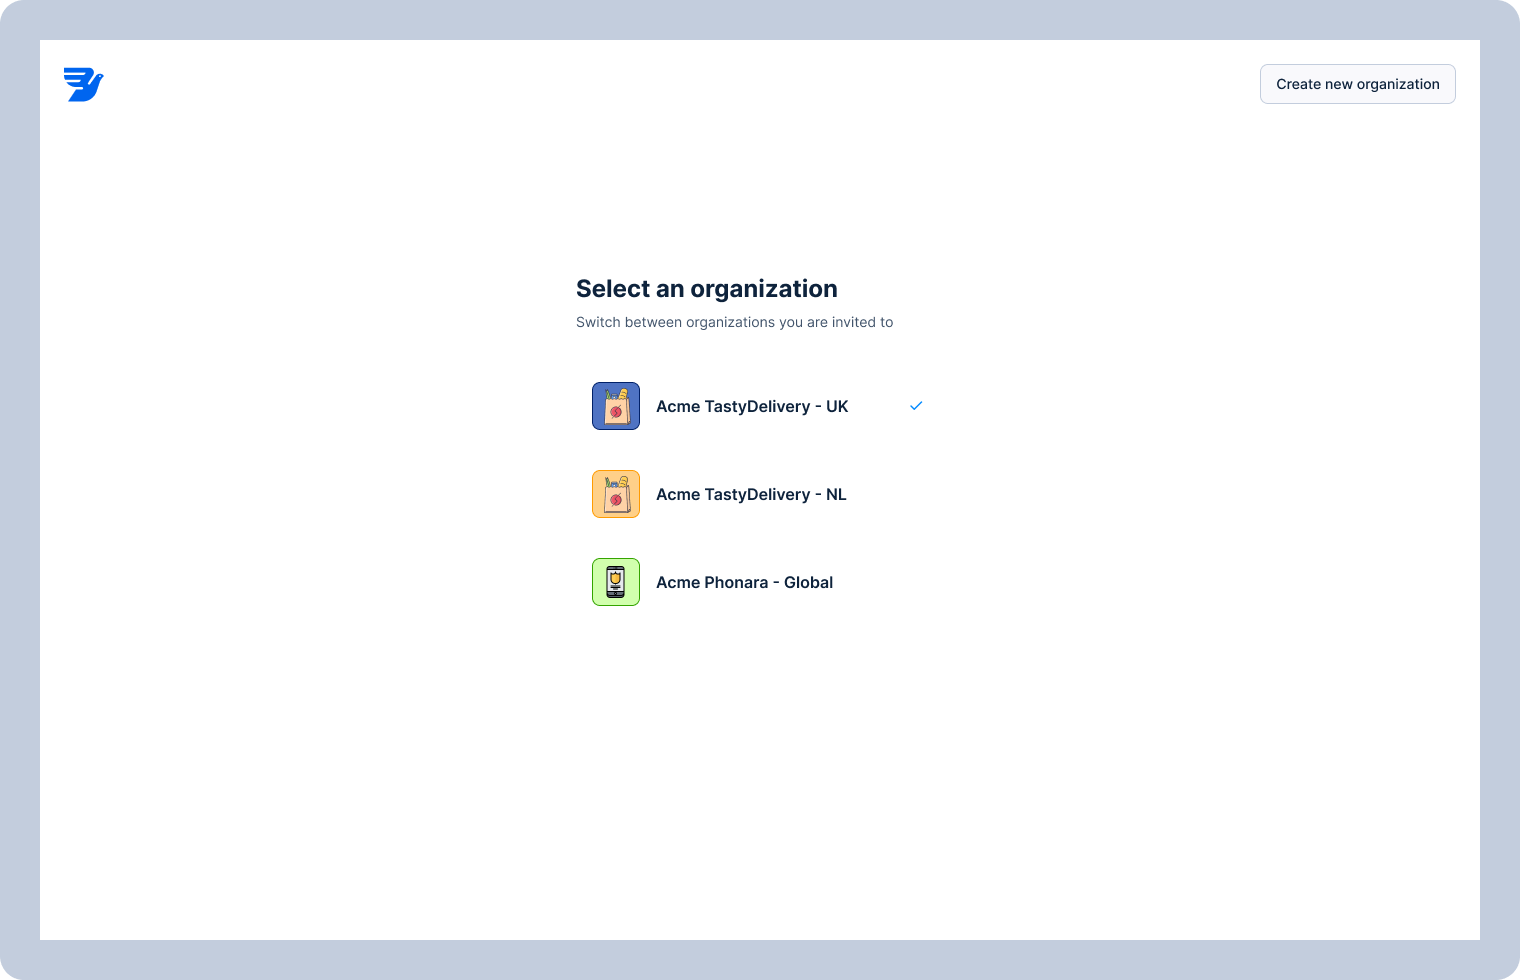 Create new organization
Select an organization
Switch between organizations you are invited to
Acme TastyDelivery - UK
Acme TastyDelivery - NL
Acme Phonara - Global